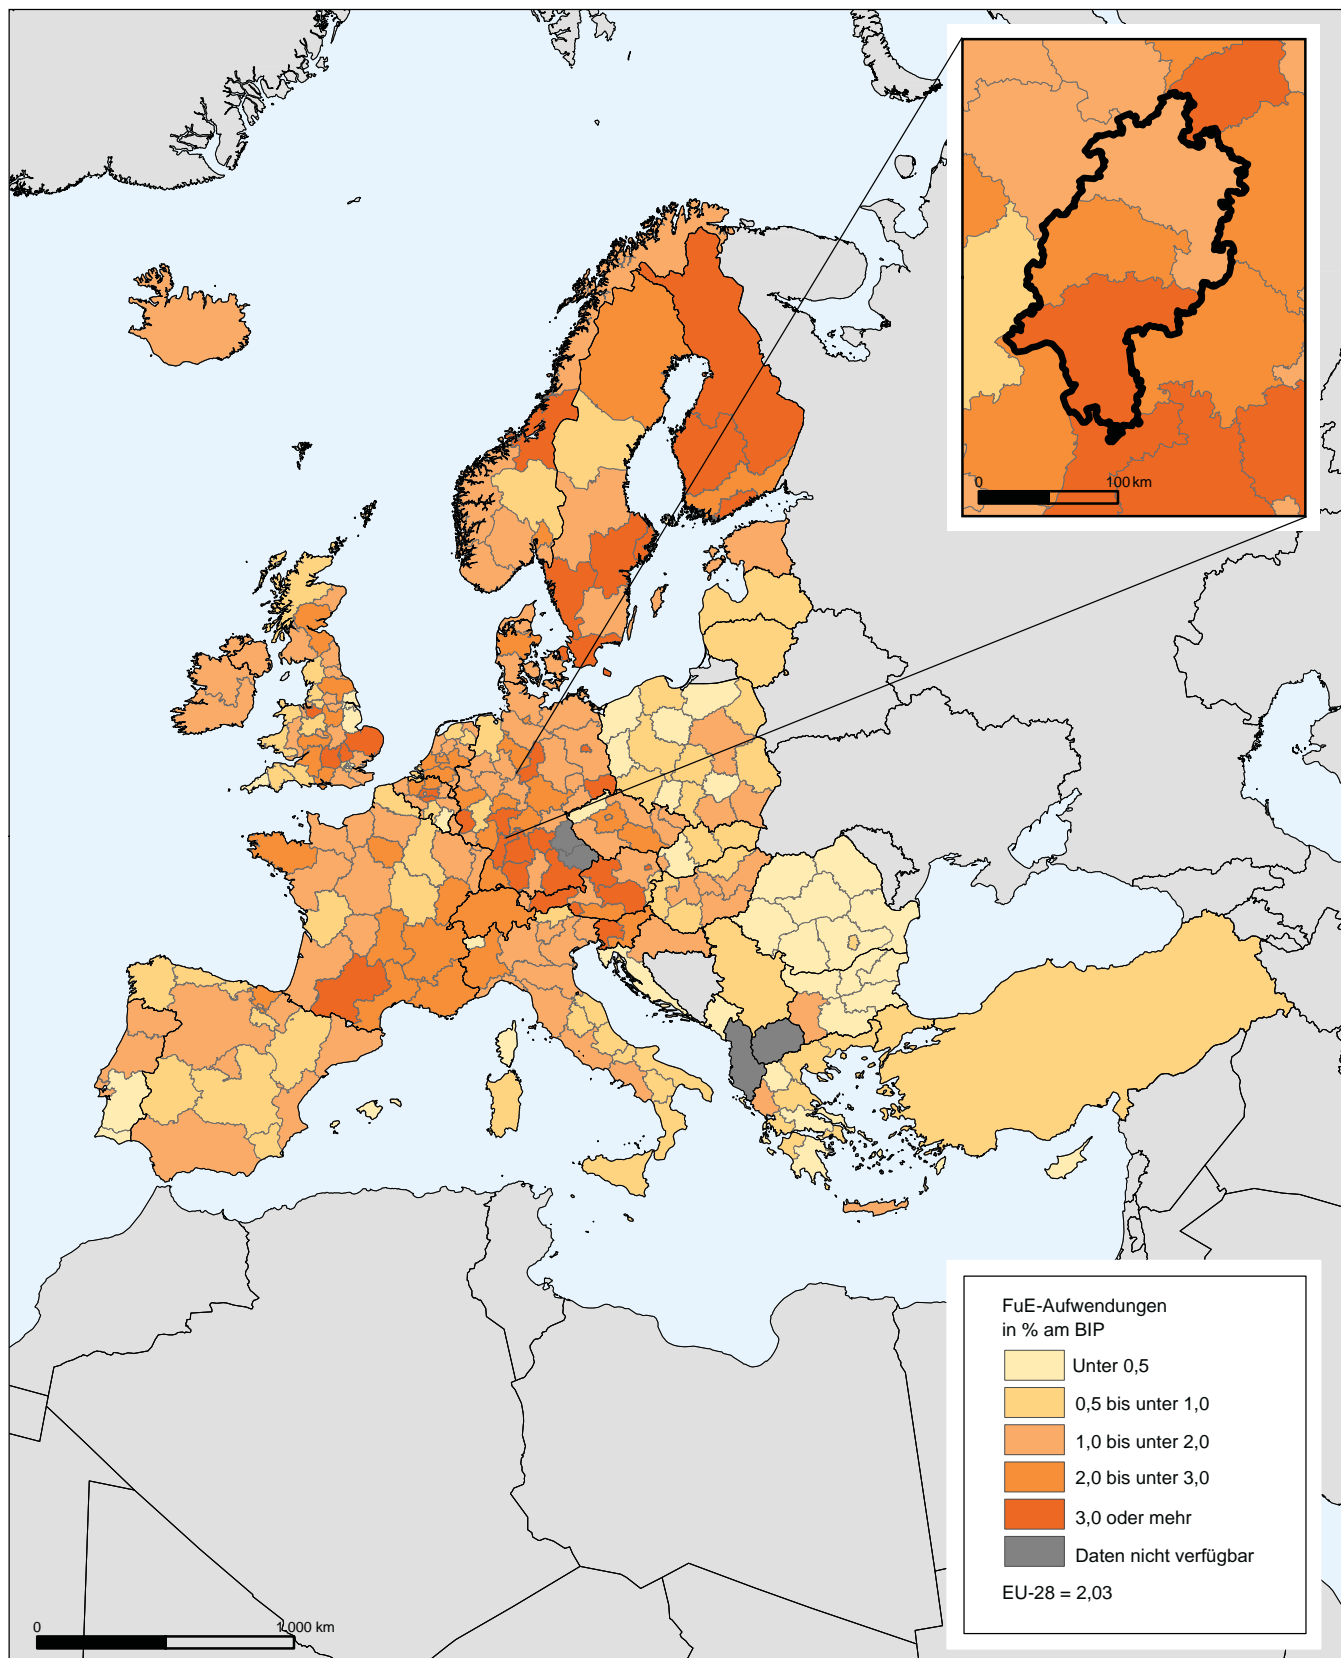 0
100 km
FuE-Aufwendungen
in % am BIP
Unter 0,5
0,5 bis unter 1,0
1,0 bis unter 2,0
2,0 bis unter 3,0
3,0 oder mehr
Daten nicht verfügbar
EU-28 = 2,03
0
1 000 km